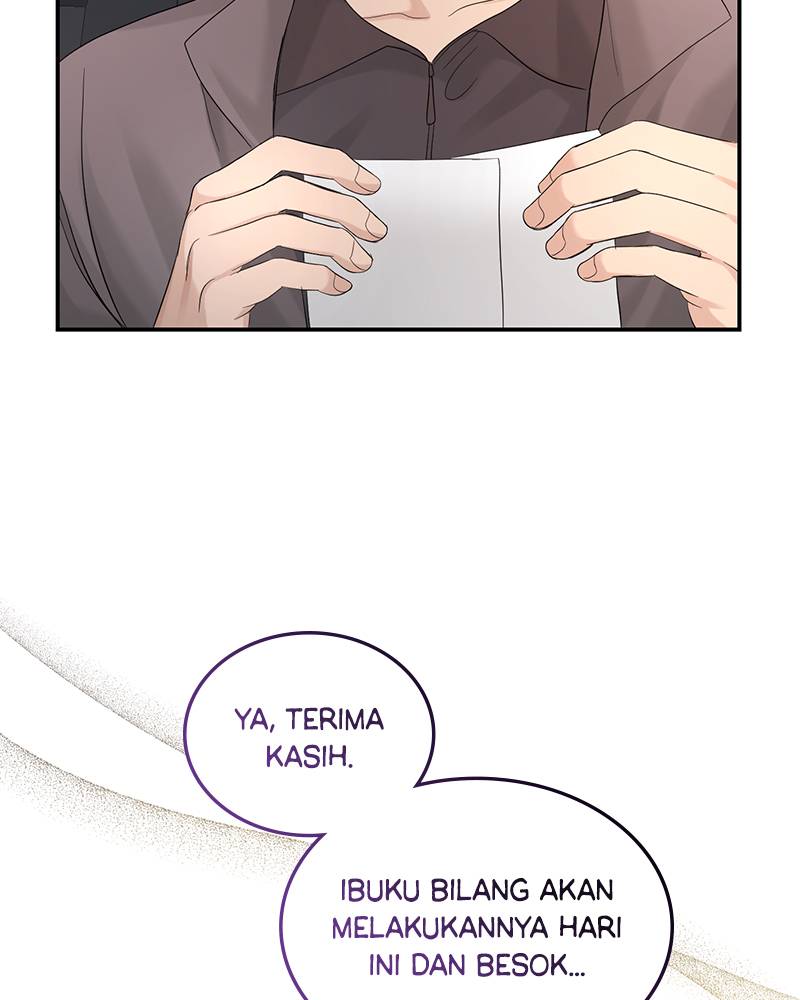 YA, TERIMA
KASIH.
IBUKU BILANG AKAN
MELAKUKANNYA HARI
INI DAN BESOK...